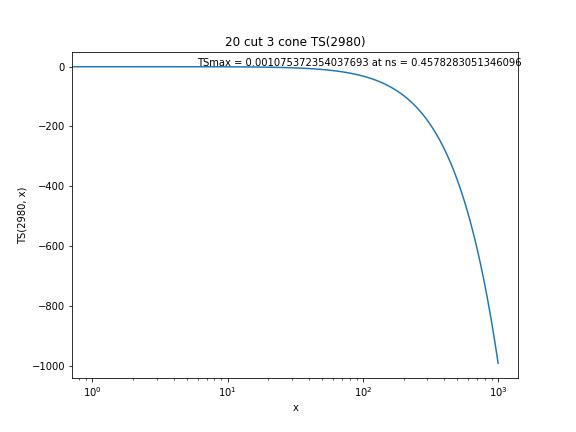 20 cut 3 cone TS(2980)
TSmax = 0.001075372354037693 at ns = 0.4578283051346096
0
−200
−400
−600
−800
−1000
TS(2980, x)
10⁰
10¹
10²
10³
x